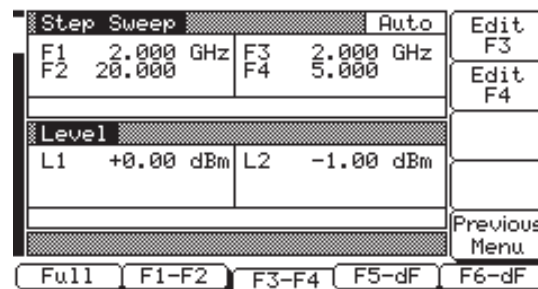 Step Sweep Auto
F1 2.000 GHz F3 2.000 GHz
F2 20.000 F4 5.000
Level
L1 +0.00 dBm L2 -1.00 dBm
Edit
F3
Edit
F4
Previous
Menu
Full F1-F2 F3-F4 F5-dF F6-dF